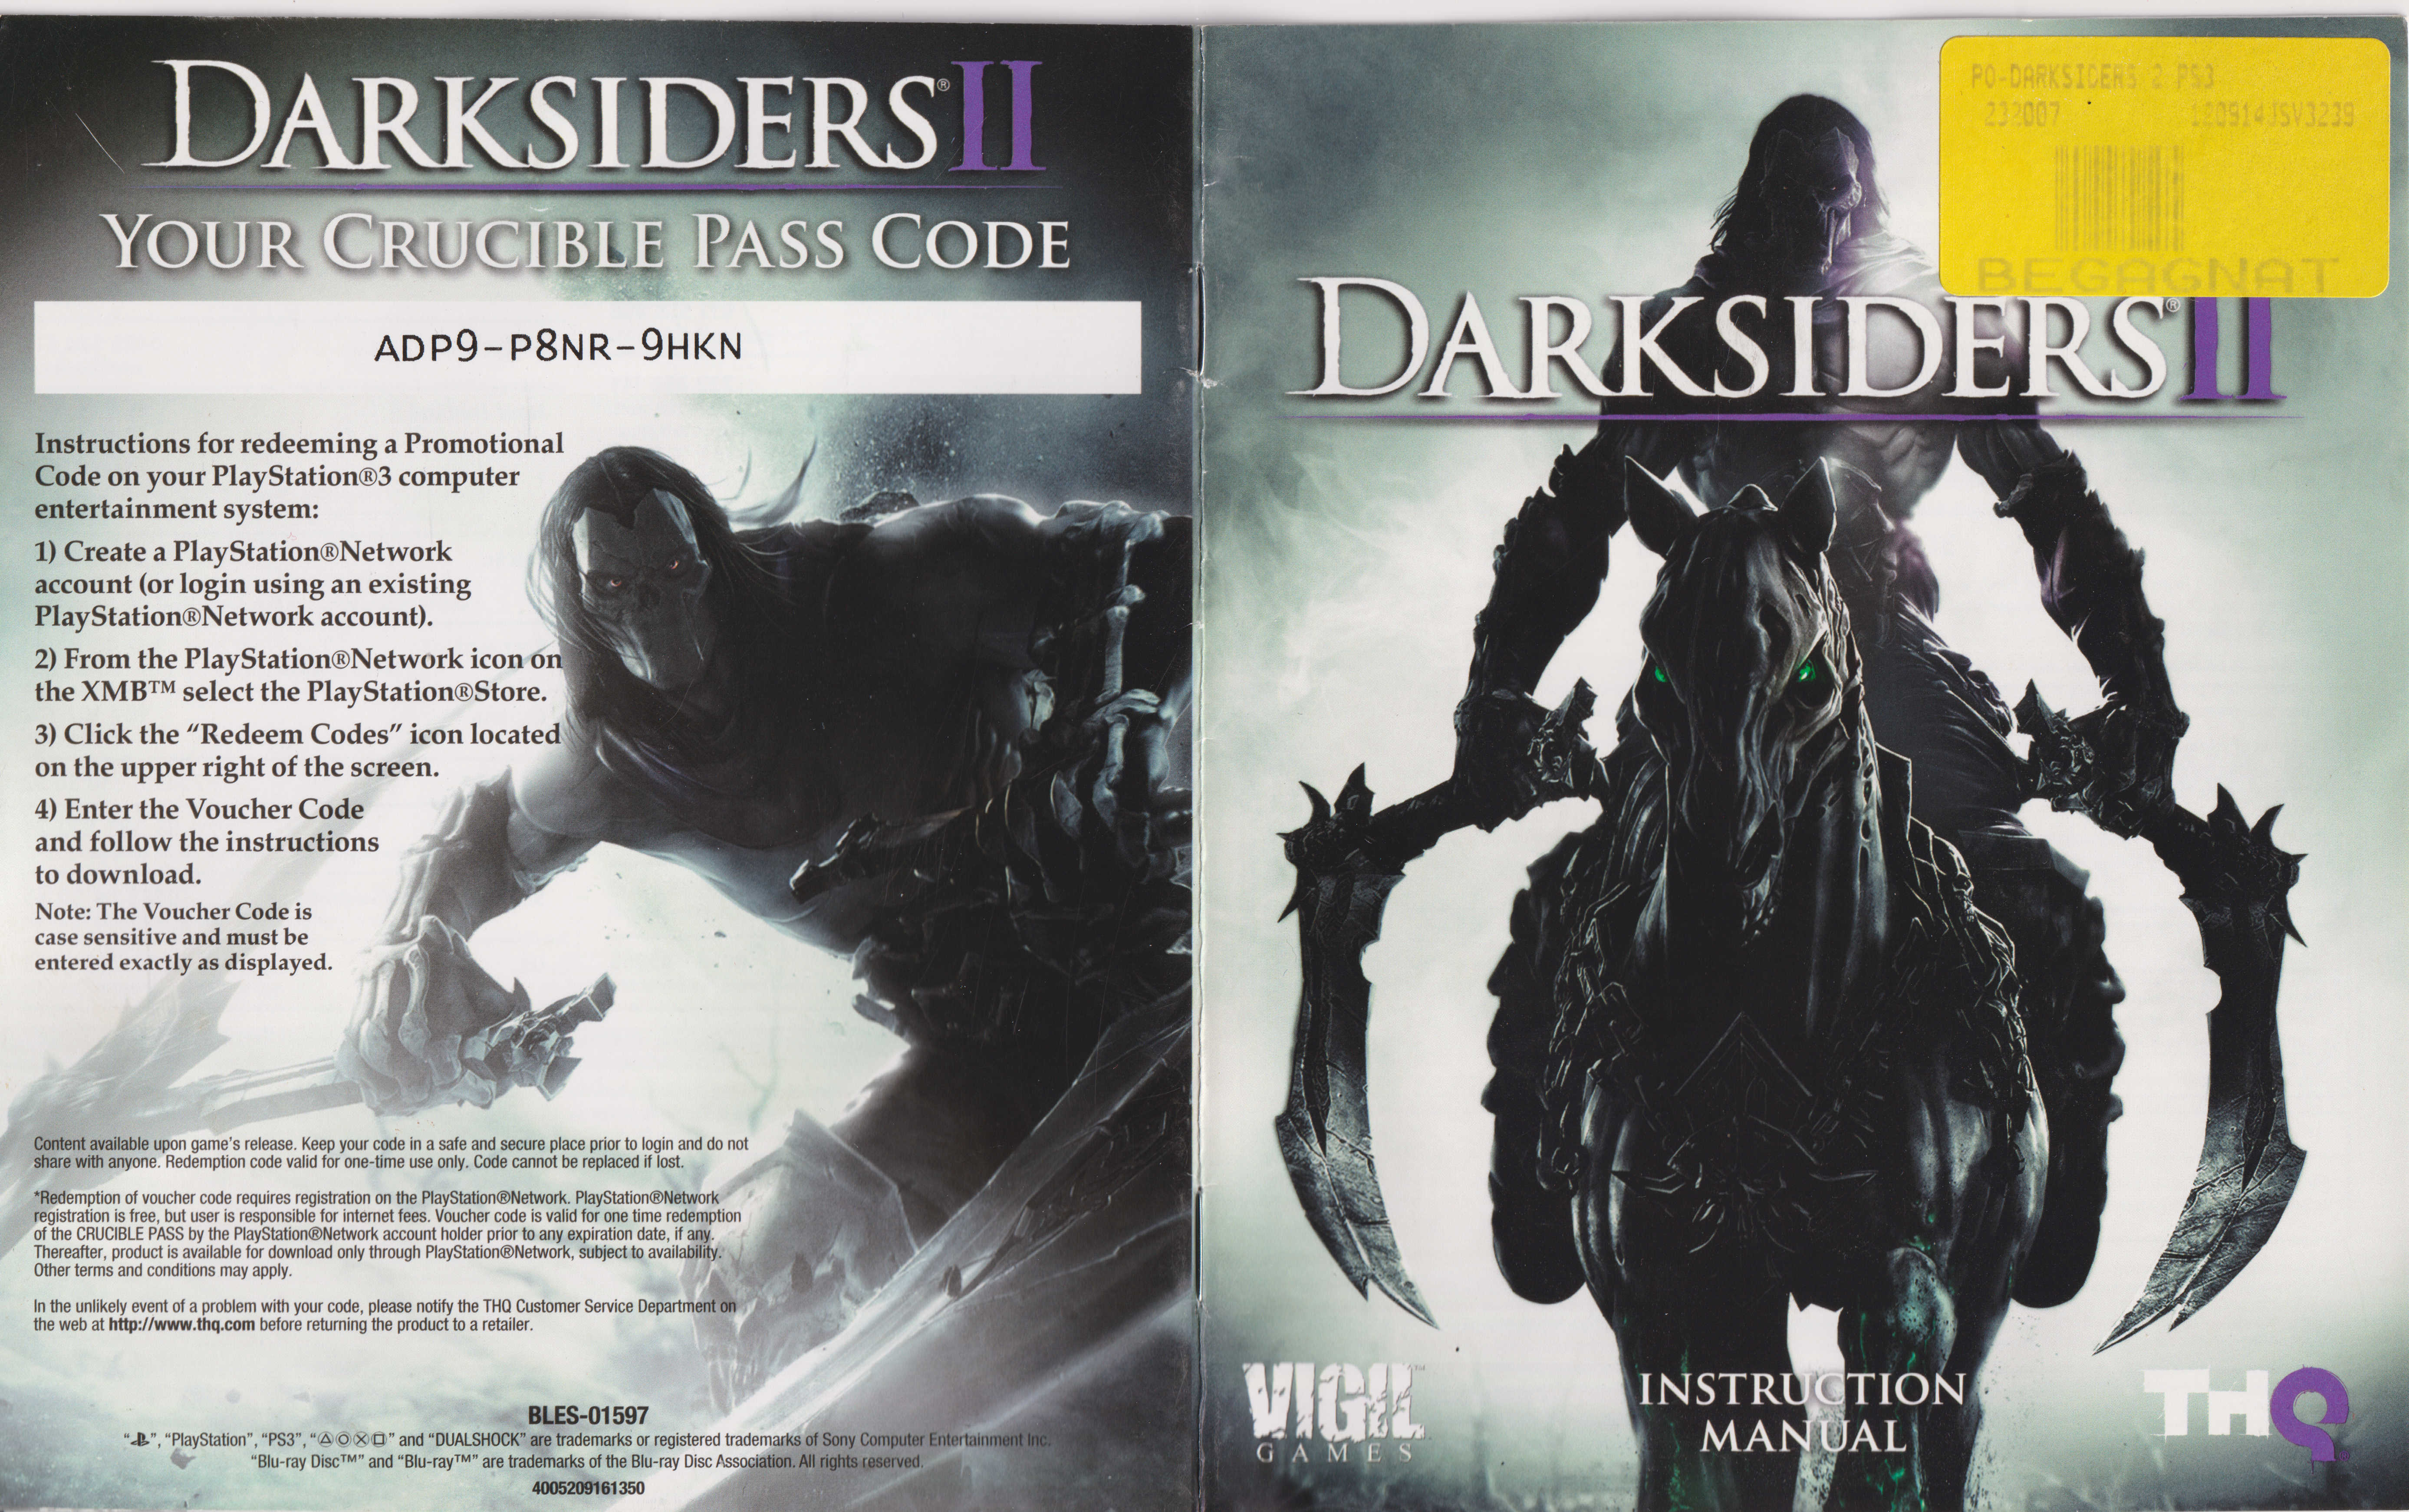 DARKSIDERS® II
YOUR CRUCIBLE PASS CODE
ADP9-P8NR-9HKN
Instructions for redeeming a Promotional
Code on your PlayStation®3 computer
entertainment system:
1) Create a PlayStation®Network
account (or login using an existing
PlayStation®Network account).
2) From the PlayStation®Network icon on
the XMB™ select the PlayStation®Store.
3) Click the “Redeem Codes” icon located
on the upper right of the screen.
4) Enter the Voucher Code
and follow the instructions
to download.
Note: The Voucher Code is
case sensitive and must be
entered exactly as displayed.
Content available upon game’s release. Keep your code in a safe and secure place prior to login and do not
share with anyone. Redemption code valid for one-time use only. Code cannot be replaced if lost.
*Redemption of voucher code requires registration on the PlayStation®Network. PlayStation®Network
registration is free, but user is responsible for internet fees. Voucher code is valid for one time redemption
of the CRUCIBLE PASS by the PlayStation®Network account holder prior to any expiration date, if any.
Thereafter, product is available for download only through PlayStation®Network, subject to availability.
Other terms and conditions may apply.
In the unlikely event of a problem with your code, please notify the THQ Customer Service Department on
the web at http://www.thq.com before returning the product to a retailer.
BLES-01597
“”, “PlayStation”, “PS3”, “△○✕□” and “DUALSHOCK” are trademarks or registered trademarks of Sony Computer Entertainment Inc.
“Blu-ray Disc™” and “Blu-ray™” are trademarks of the Blu-ray Disc Association. All rights reserved.
4005209161350
PO-DARKSIDERS 2 PS3
232007 120914JSV3239
BEGAGNAT
DARKSIDERS® II
VIGIL™
GAMES
INSTRUCTION
MANUAL
THQ®